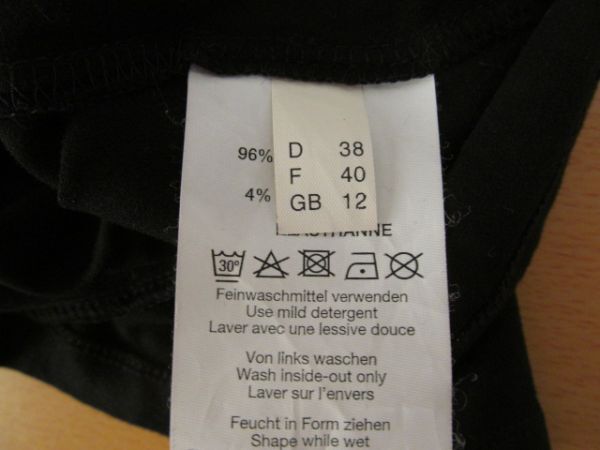 96%
4%
D 38
F 40
GB 12
30°
Feinwaschmittel verwenden
Use mild detergent
Laver avec une lessive douce
Von links waschen
Wash inside-out only
Laver sur l'envers
Feucht in Form ziehen
Shape while wet